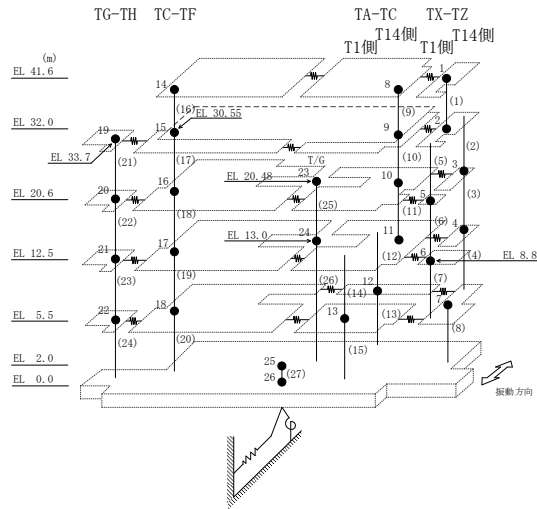 TG-TH TC-TF TA-TC TX-TZ
T1側 T14側 T1側 T14側
(m)
EL 41.6
14 8 1
(16) (9) (1)
EL 30.55
EL 32.0
19 15 9 2
(2)
EL 33.7
(21) (17) (10)
T/G
EL 20.48 23
(5) 3
EL 20.6
20 16 10 5 (3)
(22) (18) (25) (11)
EL 13.0 24
(6) 4
11
EL 12.5
21 17 (12) 6 (4)
EL 8.8
(23) (19) (26) (14) 12 (7)
EL 5.5
22 18 13 (13) 7
(8)
(24) (20) (15)
EL 2.0
25
EL 0.0
26 (27)
振動方向